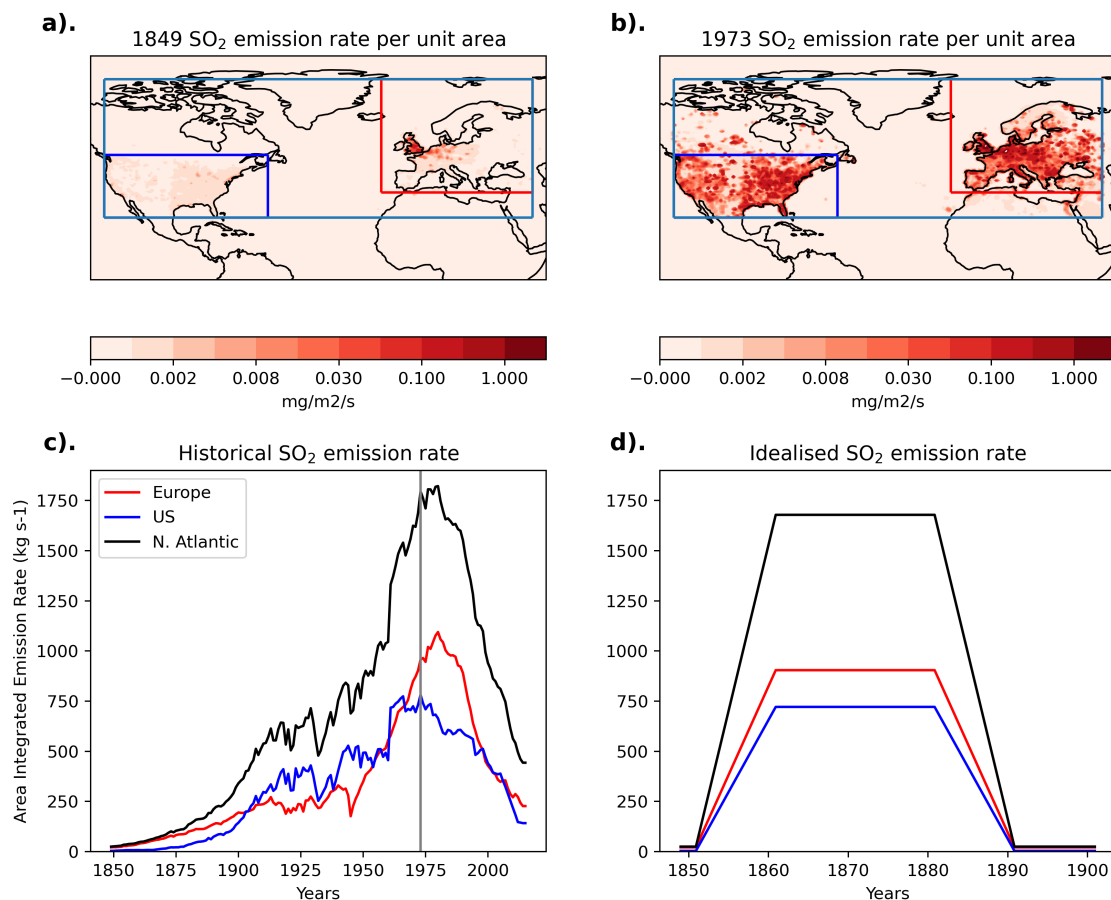 a).
1849 SO₂ emission rate per unit area
−0.000 0.002 0.008 0.030 0.100 1.000
mg/m2/s
b).
1973 SO₂ emission rate per unit area
−0.000 0.002 0.008 0.030 0.100 1.000
mg/m2/s
c).
Historical SO₂ emission rate
Area Integrated Emission Rate (kg s-1)
1750
1500
1250
1000
750
500
250
0
Europe
US
N. Atlantic
1850 1875 1900 1925 1950 1975 2000
Years
d).
Idealised SO₂ emission rate
1750
1500
1250
1000
750
500
250
0
1850 1860 1870 1880 1890 1900
Years